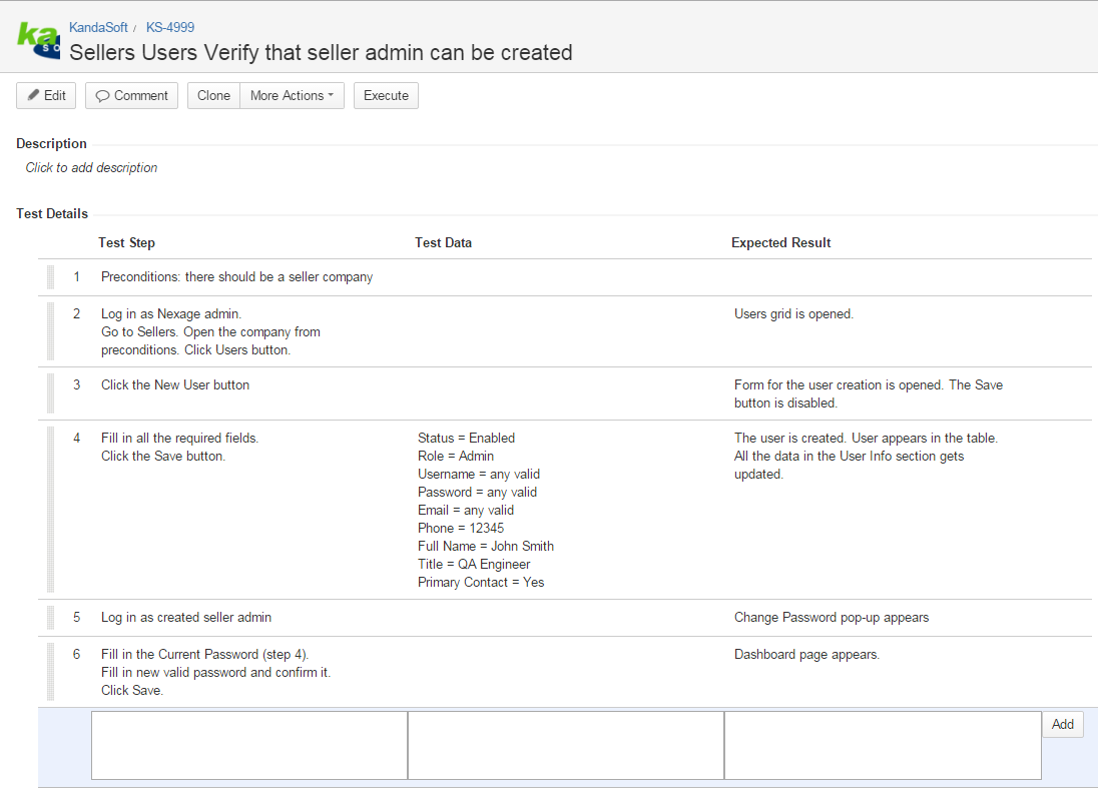 ka
so
KandaSoft / KS-4999
Sellers Users Verify that seller admin can be created
Edit Comment Clone More Actions Execute
Description
Click to add description
Test Details
Test Step Test Data Expected Result
1 Preconditions: there should be a seller company
2 Log in as Nexage admin. Users grid is opened.
Go to Sellers. Open the company from
preconditions. Click Users button.
3 Click the New User button Form for the user creation is opened. The Save
button is disabled.
4 Fill in all the required fields. Status = Enabled The user is created. User appears in the table.
Click the Save button. Role = Admin All the data in the User Info section gets
Username = any valid updated.
Password = any valid
Email = any valid
Phone = 12345
Full Name = John Smith
Title = QA Engineer
Primary Contact = Yes
5 Log in as created seller admin Change Password pop-up appears
6 Fill in the Current Password (step 4). Dashboard page appears.
Fill in new valid password and confirm it.
Click Save.
Add